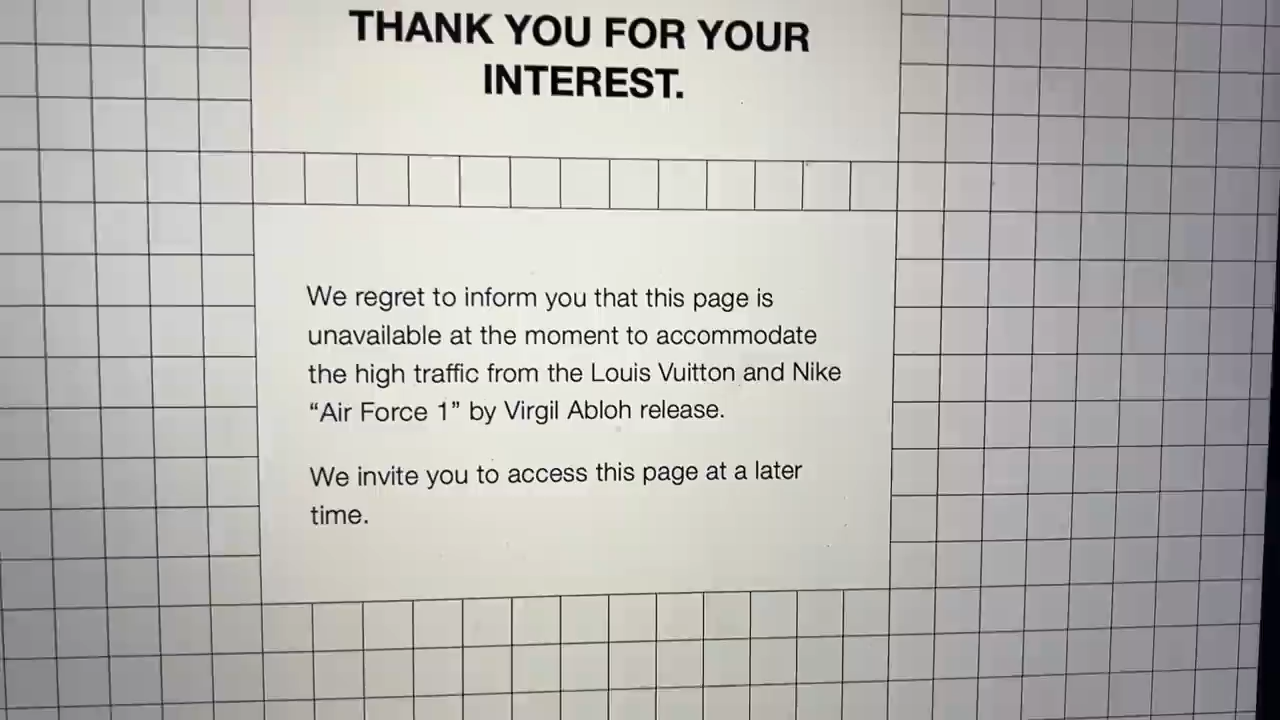 THANK YOU FOR YOUR
INTEREST.
We regret to inform you that this page is
unavailable at the moment to accommodate
the high traffic from the Louis Vuitton and Nike
“Air Force 1” by Virgil Abloh release.
We invite you to access this page at a later
time.